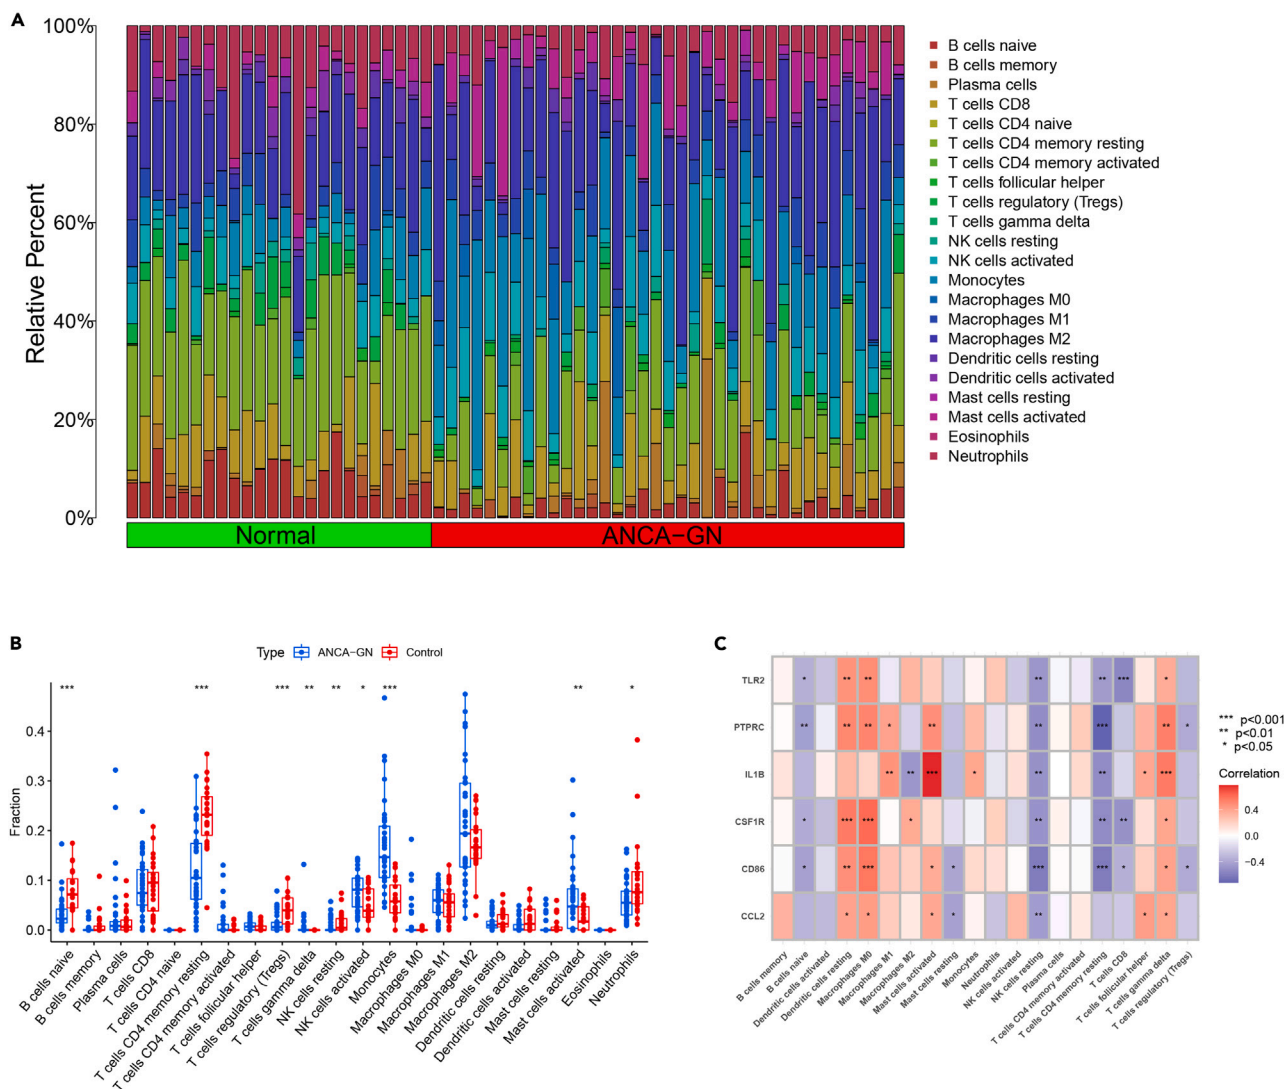 A
100%
80%
60%
40%
20%
0%
Relative Percent
Normal
ANCA−GN
B cells naive
B cells memory
Plasma cells
T cells CD8
T cells CD4 naive
T cells CD4 memory resting
T cells CD4 memory activated
T cells follicular helper
T cells regulatory (Tregs)
T cells gamma delta
NK cells resting
NK cells activated
Monocytes
Macrophages M0
Macrophages M1
Macrophages M2
Dendritic cells resting
Dendritic cells activated
Mast cells resting
Mast cells activated
Eosinophils
Neutrophils
B
Type ANCA−GN Control
*** *** *** ** ** * *** ** *
0.4
0.3
0.2
0.1
0.0
Fraction
B cells naive
B cells memory
Plasma cells
T cells CD8
T cells CD4 naive
T cells CD4 memory resting
T cells CD4 memory activated
T cells follicular helper
T cells regulatory (Tregs)
T cells gamma delta
NK cells resting
NK cells activated
Monocytes
Macrophages M0
Macrophages M1
Macrophages M2
Dendritic cells resting
Dendritic cells activated
Mast cells resting
Mast cells activated
Eosinophils
Neutrophils
C
TLR2 * ** ** ** ** *** *
PTPRC ** ** ** * ** ** *** ** *
IL1B ** ** *** * ** ** * ***
CSF1R * *** *** * ** ** ** *
CD86 * ** *** * * *** *** * * *
CCL2 * * * * ** * *
B cells memory
B cells naive
Dendritic cells activated
Dendritic cells resting
Macrophages M0
Macrophages M1
Macrophages M2
Mast cells activated
Mast cells resting
Monocytes
Neutrophils
NK cells activated
NK cells resting
Plasma cells
T cells CD4 memory activated
T cells CD4 memory resting
T cells CD8
T cells follicular helper
T cells gamma delta
T cells regulatory (Tregs)
*** p<0.001
** p<0.01
* p<0.05
Correlation
0.4
0.0
−0.4